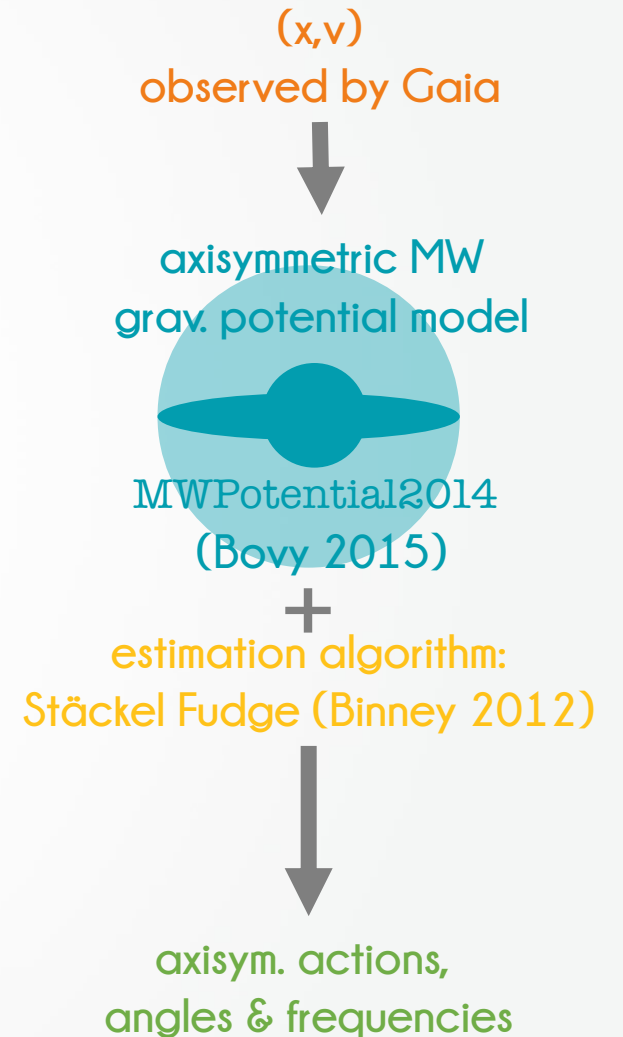 (x,v)
observed by Gaia
axisymmetric MW
grav. potential model
MWPotential2014
(Bovy 2015)
+
estimation algorithm:
Stäckel Fudge (Binney 2012)
axisym. actions,
angles & frequencies